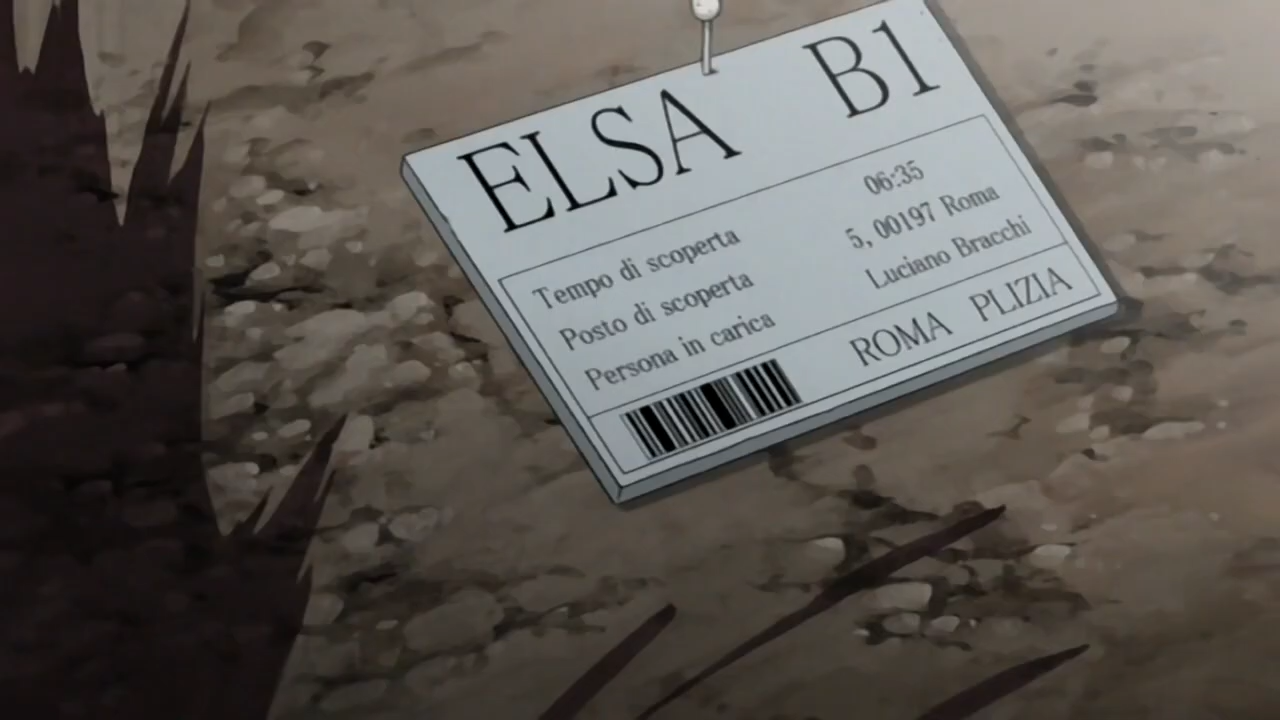 ELSA B1
Tempo di scoperta 06:35
Posto di scoperta 5, 00197 Roma
Persona in carica Luciano Bracchi
ROMA PLIZIA